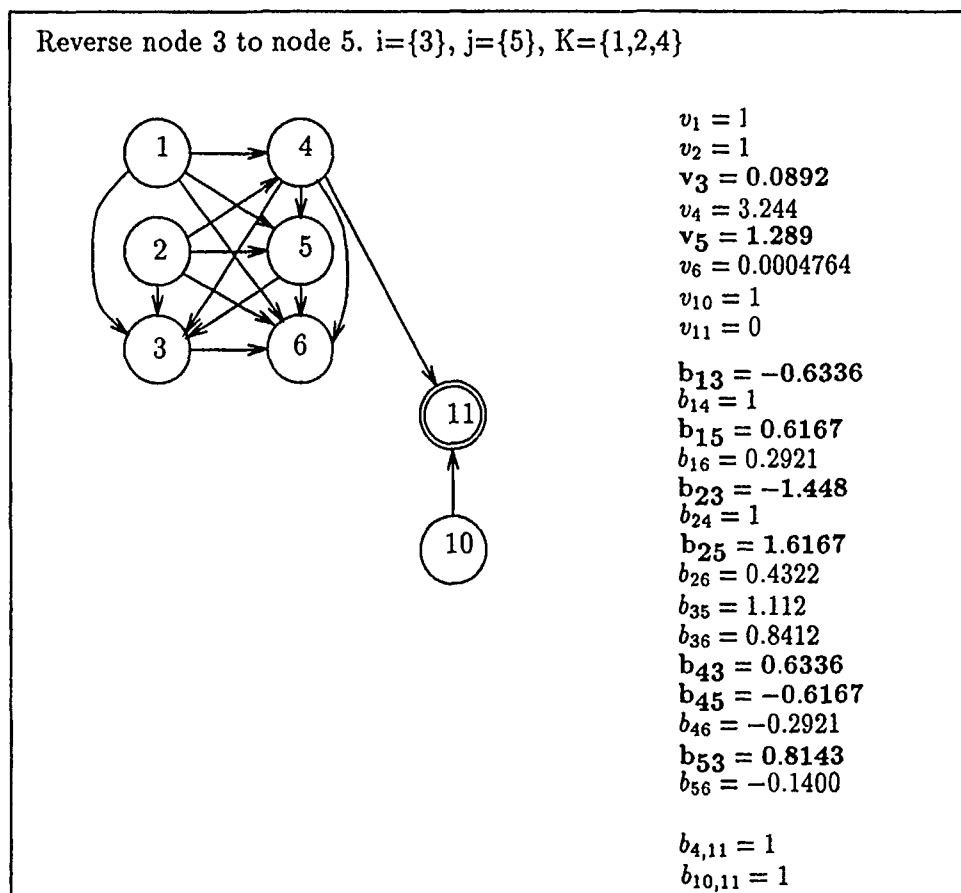 Reverse node 3 to node 5. i={3}, j={5}, K={1,2,4}
1 4
2 5
3 6
11
10
v₁ = 1
v₂ = 1
v₃ = 0.0892
v₄ = 3.244
v₅ = 1.289
v₆ = 0.0004764
v₁₀ = 1
v₁₁ = 0
b₁₃ = −0.6336
b₁₄ = 1
b₁₅ = 0.6167
b₁₆ = 0.2921
b₂₃ = −1.448
b₂₄ = 1
b₂₅ = 1.6167
b₂₆ = 0.4322
b₃₅ = 1.112
b₃₆ = 0.8412
b₄₃ = 0.6336
b₄₅ = −0.6167
b₄₆ = −0.2921
b₅₃ = 0.8143
b₅₆ = −0.1400
b₄,₁₁ = 1
b₁₀,₁₁ = 1